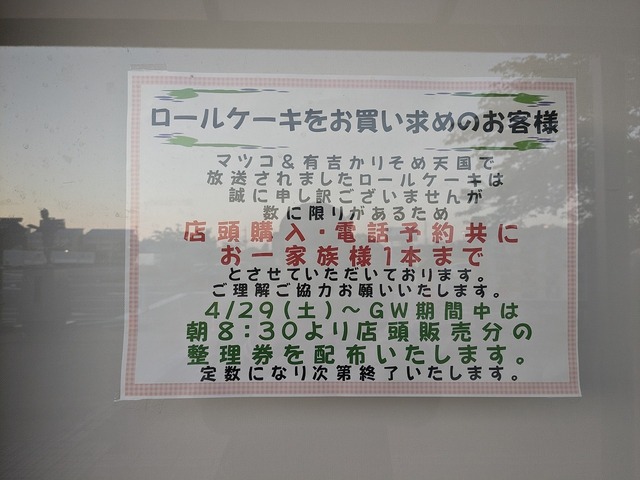 ロールケーキをお買い求めのお客様
マツコ＆有吉かりそめ天国で
放送されましたロールケーキは
誠に申し訳ございませんが
数に限りがあるため
店頭購入・電話予約共に
お一家族様1本まで
とさせていただいております。
ご理解ご協力お願いいたします。
4/29(土)～GW期間中は
朝8:30より店頭販売分の
整理券を配布いたします。
定数になり次第終了いたします。